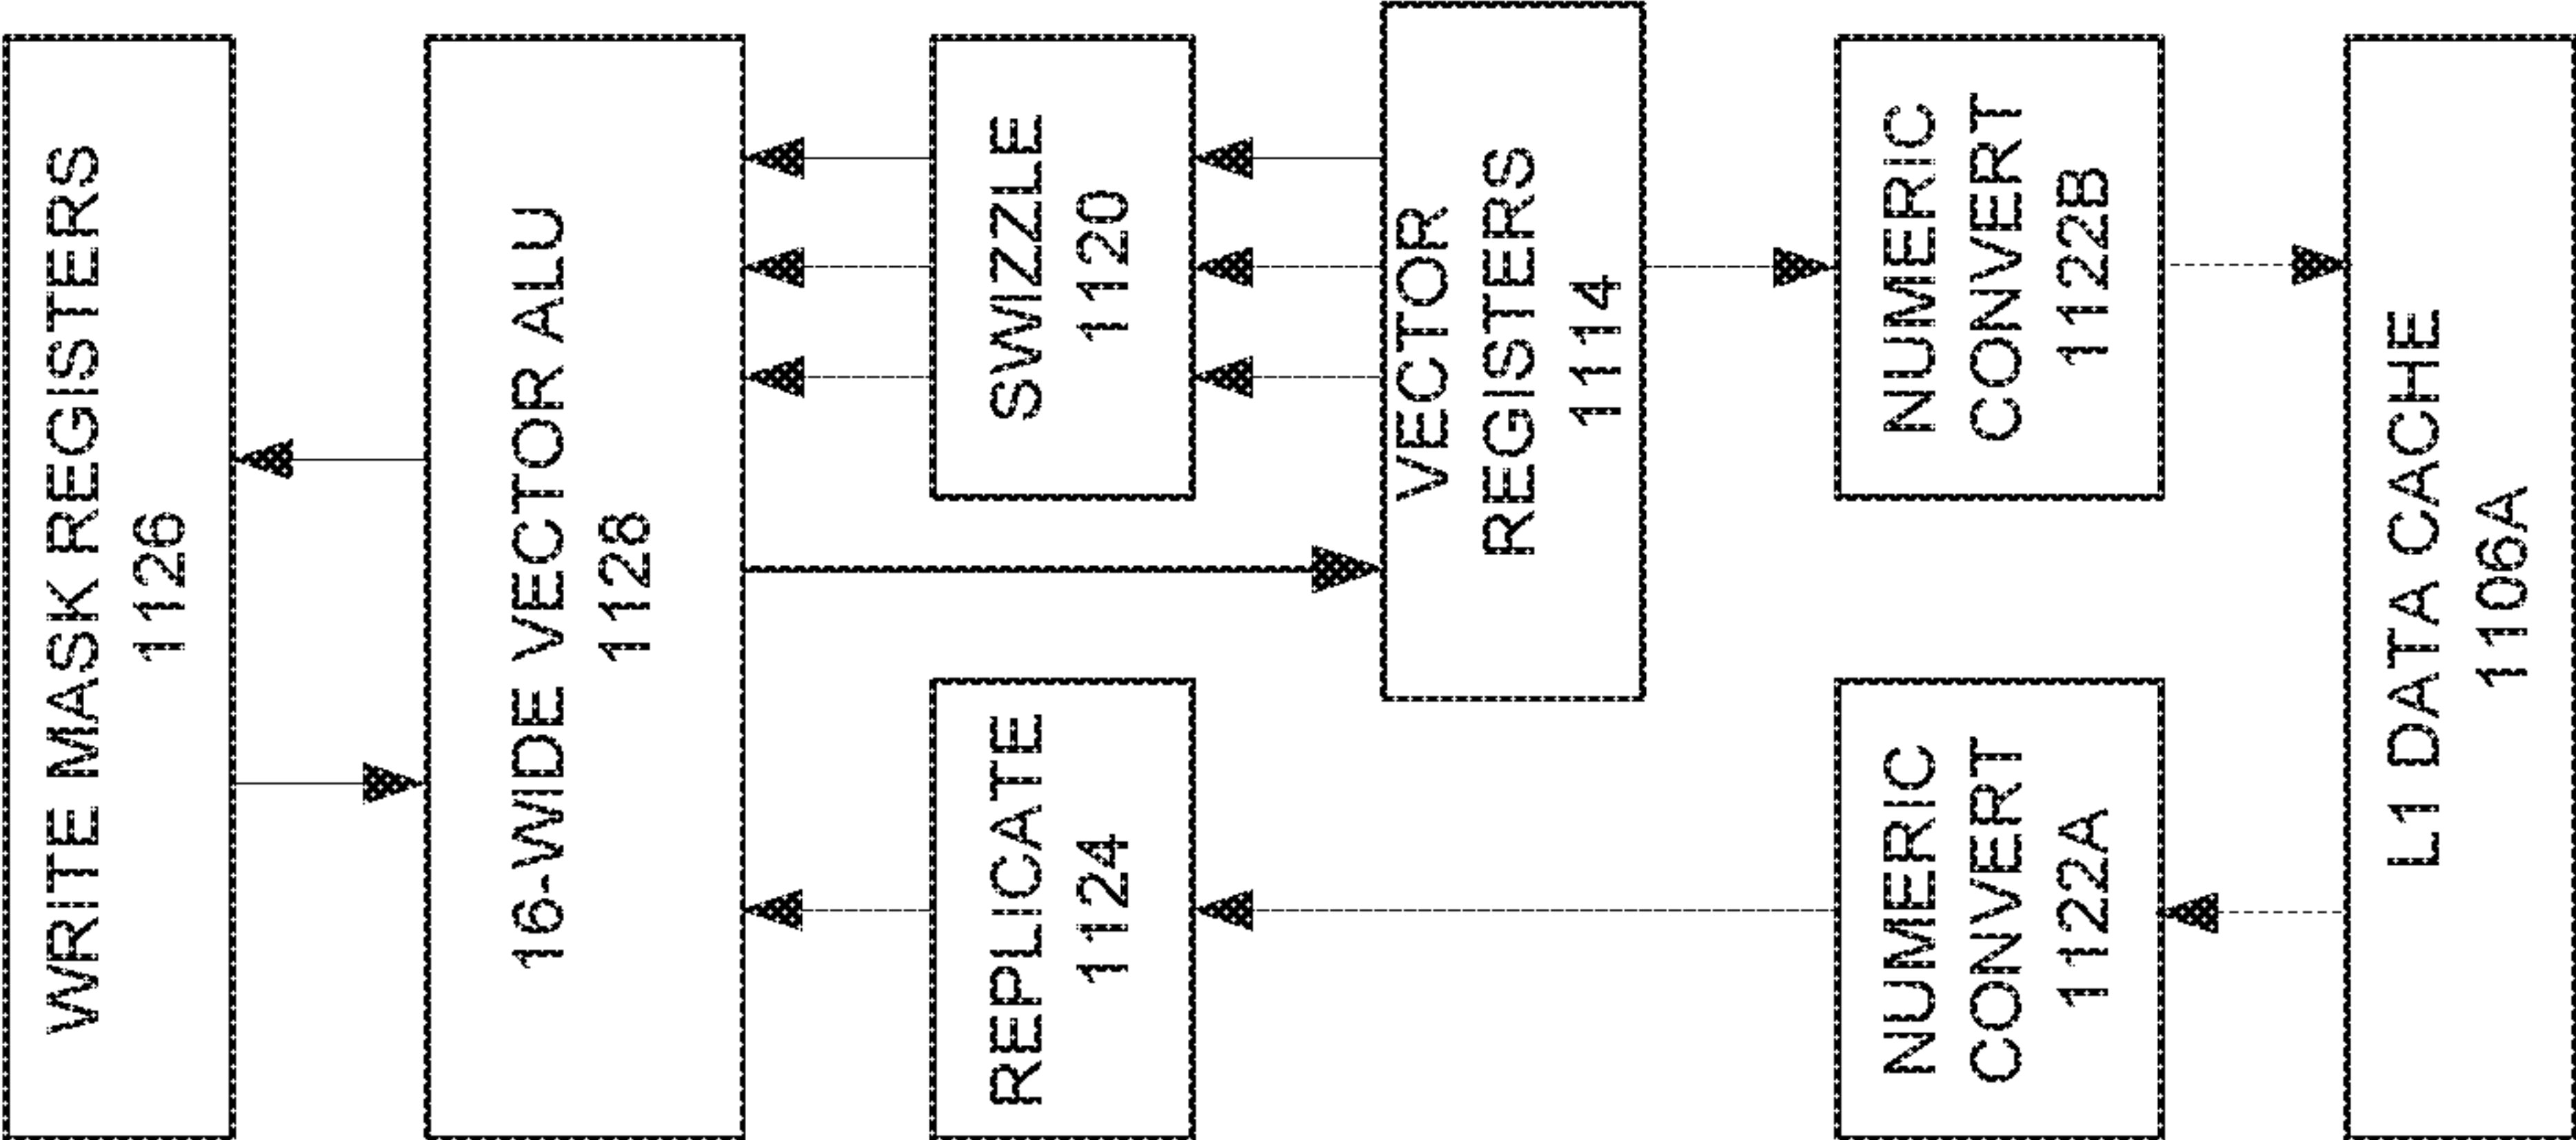 WRITE MASK REGISTERS
1126
16-WIDE VECTOR ALU
1128
REPLICATE
1124
SWIZZLE
1120
VECTOR
REGISTERS
1114
NUMERIC
CONVERT
1122A
NUMERIC
CONVERT
1122B
L1 DATA CACHE
1106A